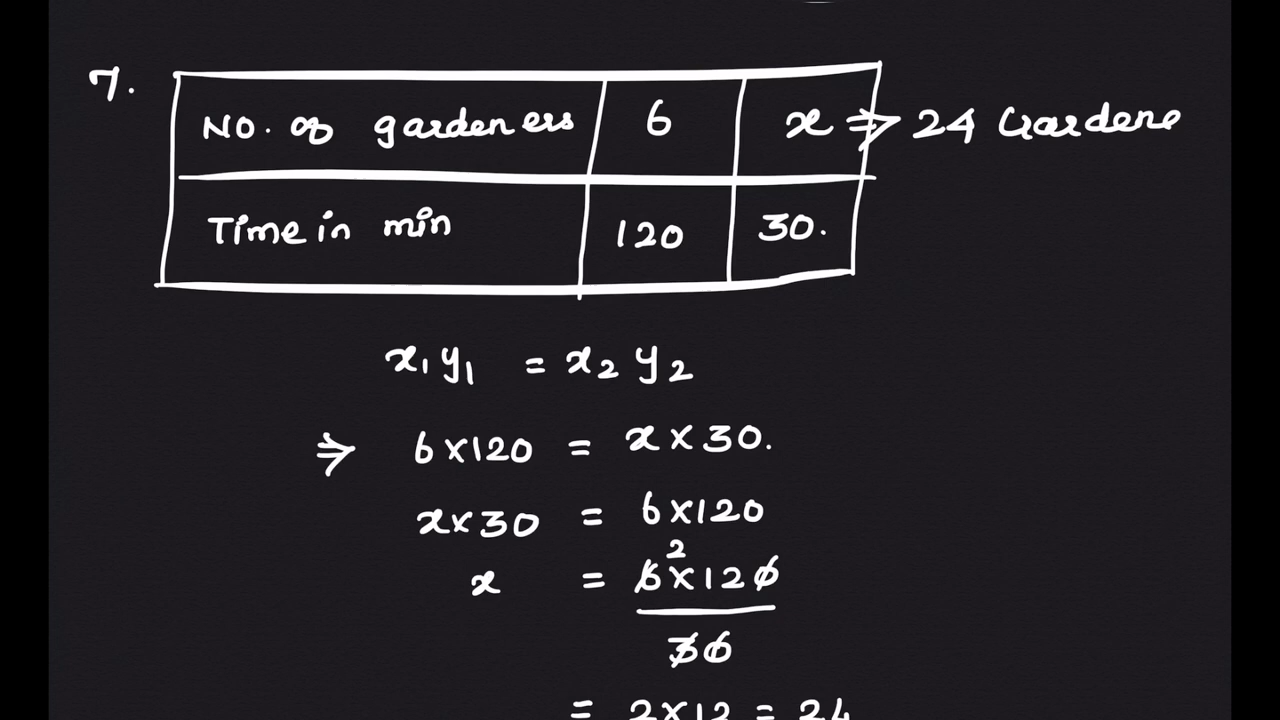 7.
No. of gardeners 6 x ⇒ 24 Gardene
Time in min 120 30.
x₁y₁ = x₂y₂
⇒ 6×120 = x×30.
x×30 = 6×120
2
x = 6×120
30
= 2×12 = 24